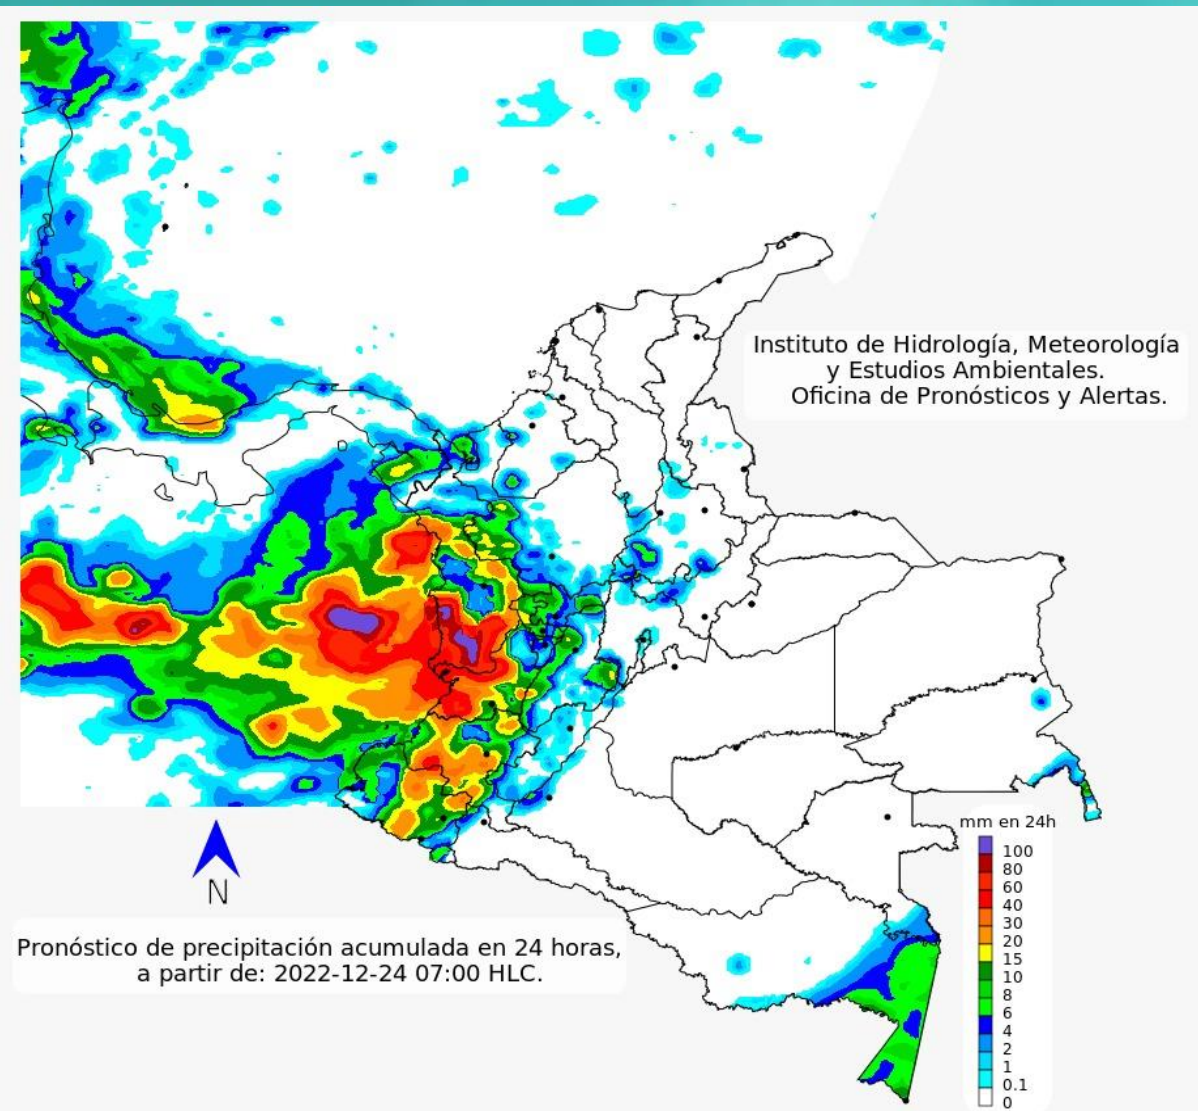 Instituto de Hidrología, Meteorología
y Estudios Ambientales.
Oficina de Pronósticos y Alertas.
mm en 24h
100
80
60
40
30
20
15
10
8
6
4
2
1
0.1
0
N
Pronóstico de precipitación acumulada en 24 horas,
a partir de: 2022-12-24 07:00 HLC.